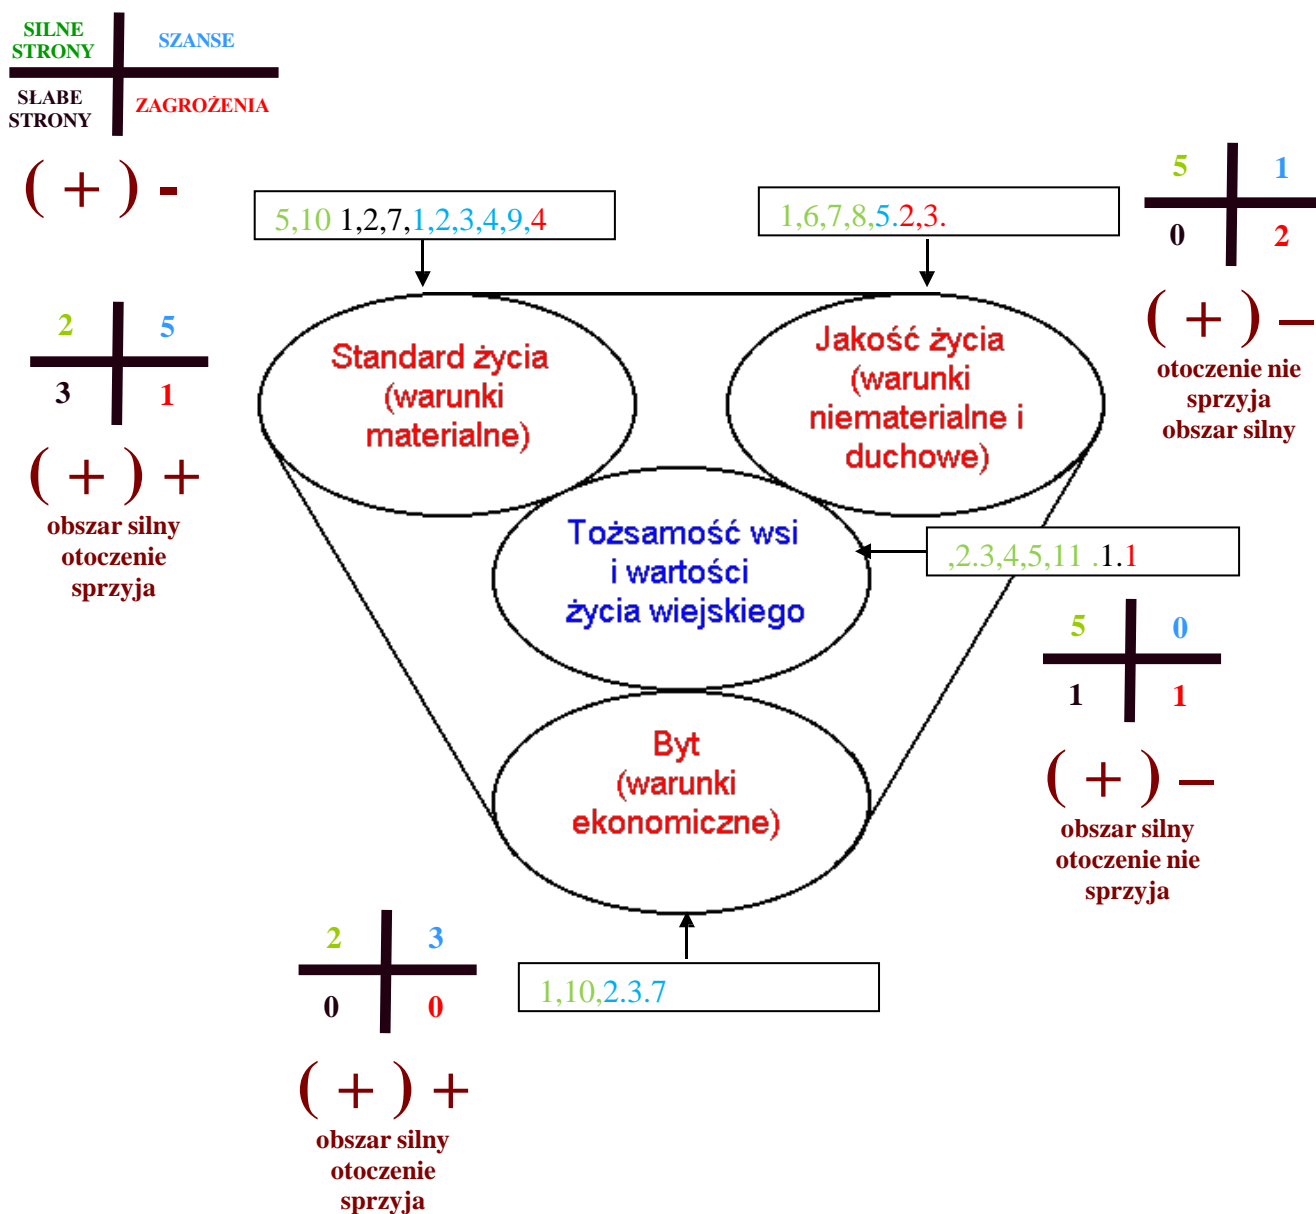 SILNE
STRONY
SZANSE
SŁABE
STRONY
ZAGROŻENIA
( + ) -
5,10 1,2,7,1,2,3,4,9,4
1,6,7,8,5.2,3.
5 1
0 2
( + ) –
otoczenie nie
sprzyja
obszar silny
2 5
3 1
( + ) +
obszar silny
otoczenie
sprzyja
Standard życia
(warunki
materialne)
Jakość życia
(warunki
niematerialne i
duchowe)
Tożsamość wsi
i wartości
życia wiejskiego
,2.3,4,5,11 .1.1
5 0
1 1
( + ) –
obszar silny
otoczenie nie
sprzyja
Byt
(warunki
ekonomiczne)
2 3
0 0
( + ) +
obszar silny
otoczenie
sprzyja
1,10,2.3.7